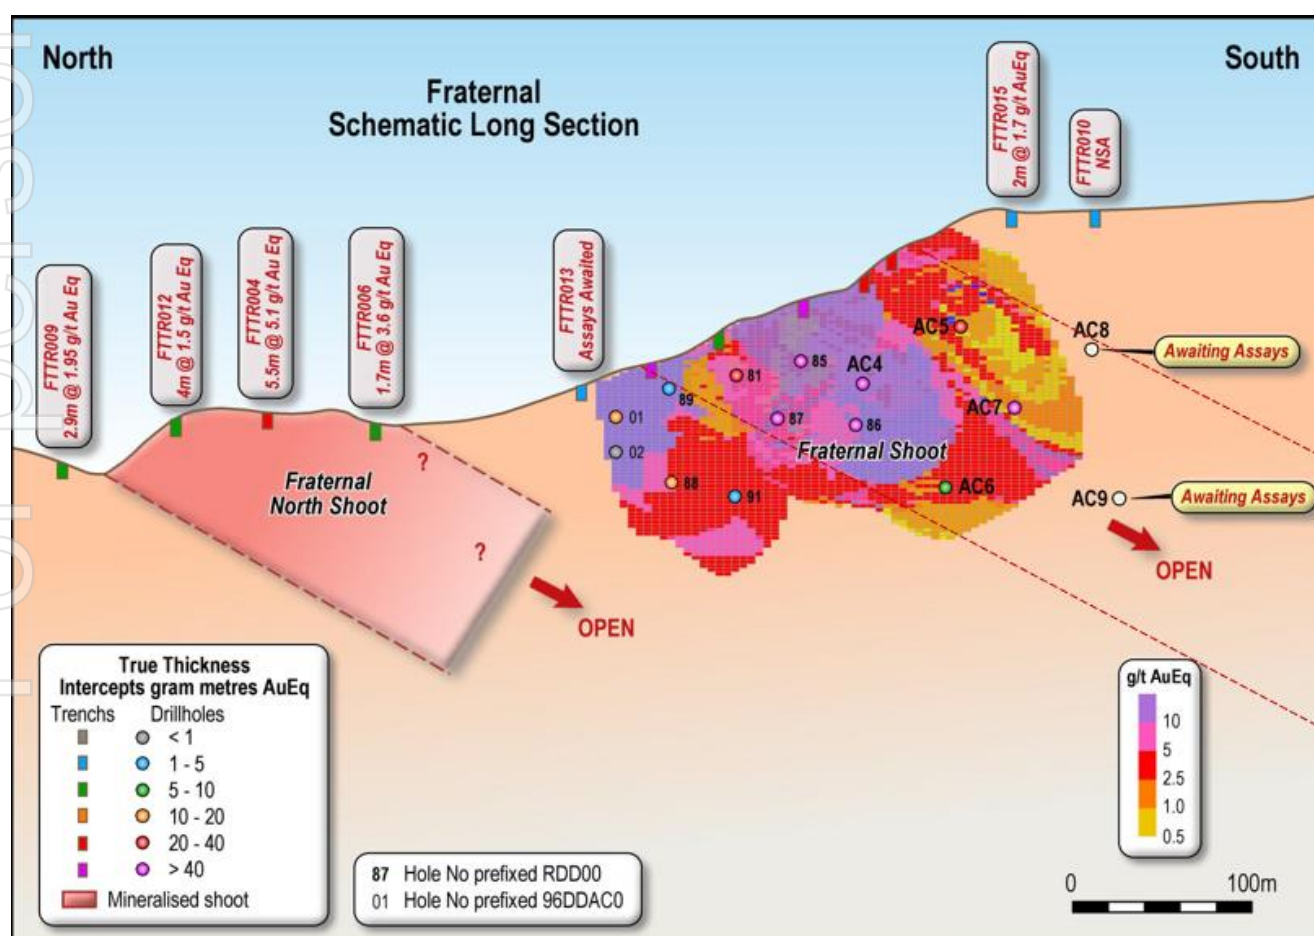 North
South
Fraternal
Schematic Long Section
FTTR009
2.9m @ 1.95 g/t Au Eq
FTTR012
4m @ 1.5 g/t Au Eq
FTTR004
5.5m @ 5.1 g/t Au Eq
FTTR006
1.7m @ 3.6 g/t Au Eq
FTTR013
Assays Awaited
FTTR015
2m @ 1.7 g/t AuEq
FTTR010
NSA
AC5
AC8
Awaiting Assays
85
AC4
81
89
01
87
86
AC7
Fraternal Shoot
02
88
91
AC6
AC9
Awaiting Assays
OPEN
?
Fraternal
North Shoot
?
OPEN
True Thickness
Intercepts gram metres AuEq
Trenchs Drillholes
< 1
1 - 5
5 - 10
10 - 20
20 - 40
> 40
Mineralised shoot
87 Hole No prefixed RDD00
01 Hole No prefixed 96DDAC0
g/t AuEq
10
5
2.5
1.0
0.5
0 100m